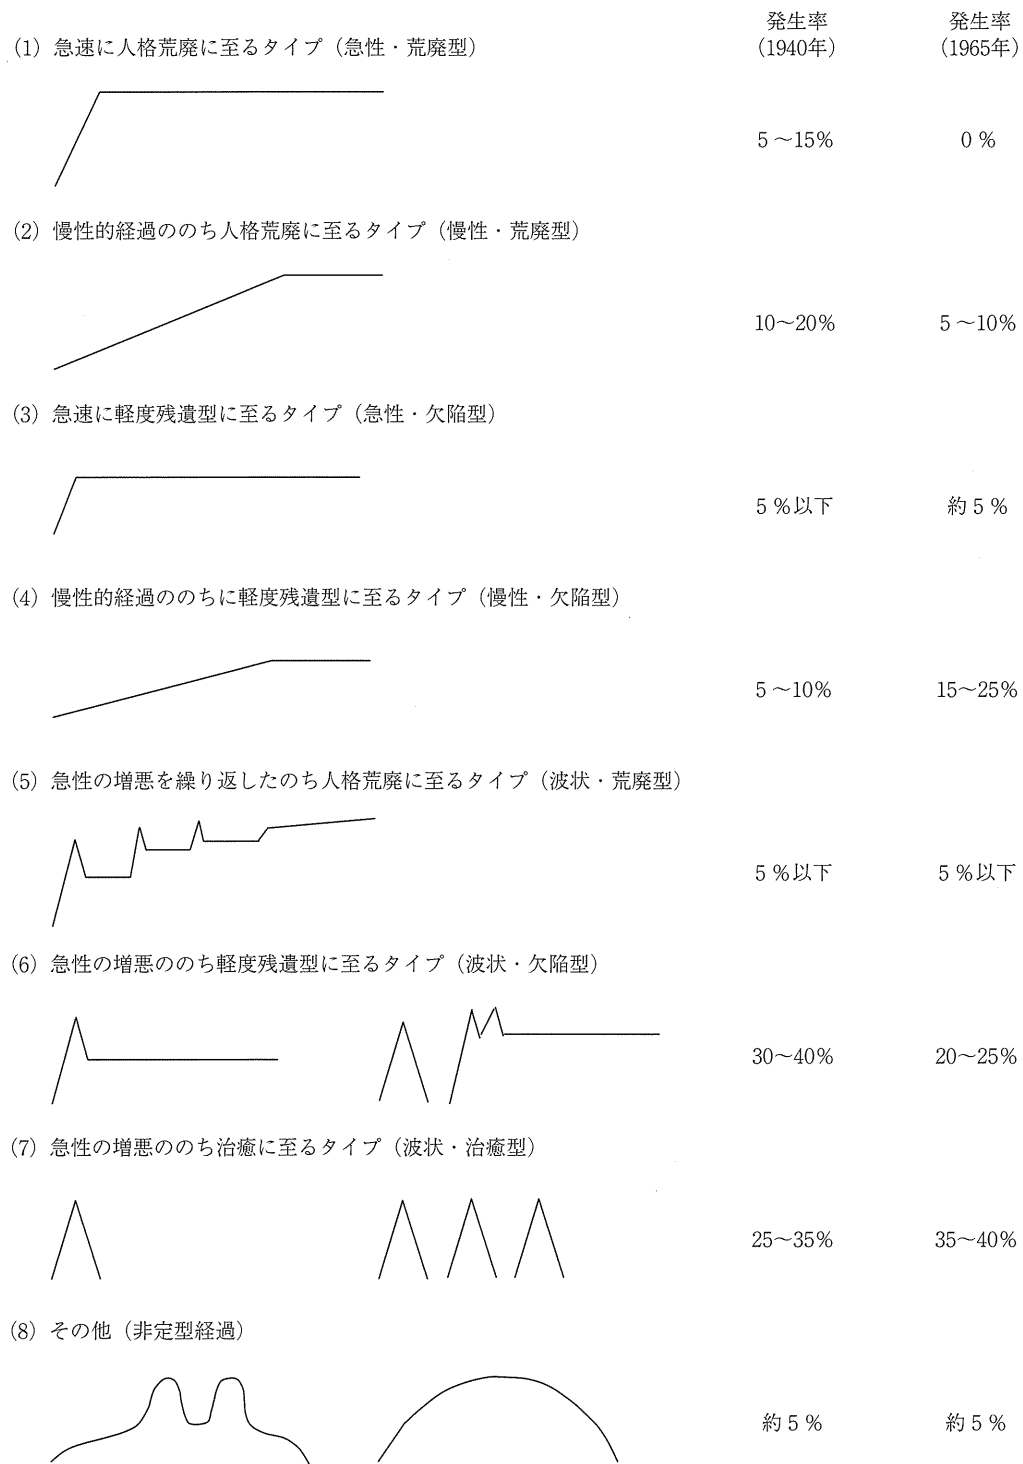 発生率 発生率
(1) 急速に人格荒廃に至るタイプ（急性・荒廃型） (1940年) (1965年)
5～15% 0%
(2) 慢性的経過ののち人格荒廃に至るタイプ（慢性・荒廃型）
10～20% 5～10%
(3) 急速に軽度残遺型に至るタイプ（急性・欠陥型）
5%以下 約5%
(4) 慢性的経過ののちに軽度残遺型に至るタイプ（慢性・欠陥型）
5～10% 15～25%
(5) 急性の増悪を繰り返したのち人格荒廃に至るタイプ（波状・荒廃型）
5%以下 5%以下
(6) 急性の増悪ののち軽度残遺型に至るタイプ（波状・欠陥型）
30～40% 20～25%
(7) 急性の増悪ののち治癒に至るタイプ（波状・治癒型）
25～35% 35～40%
(8) その他（非定型経過）
約5% 約5%